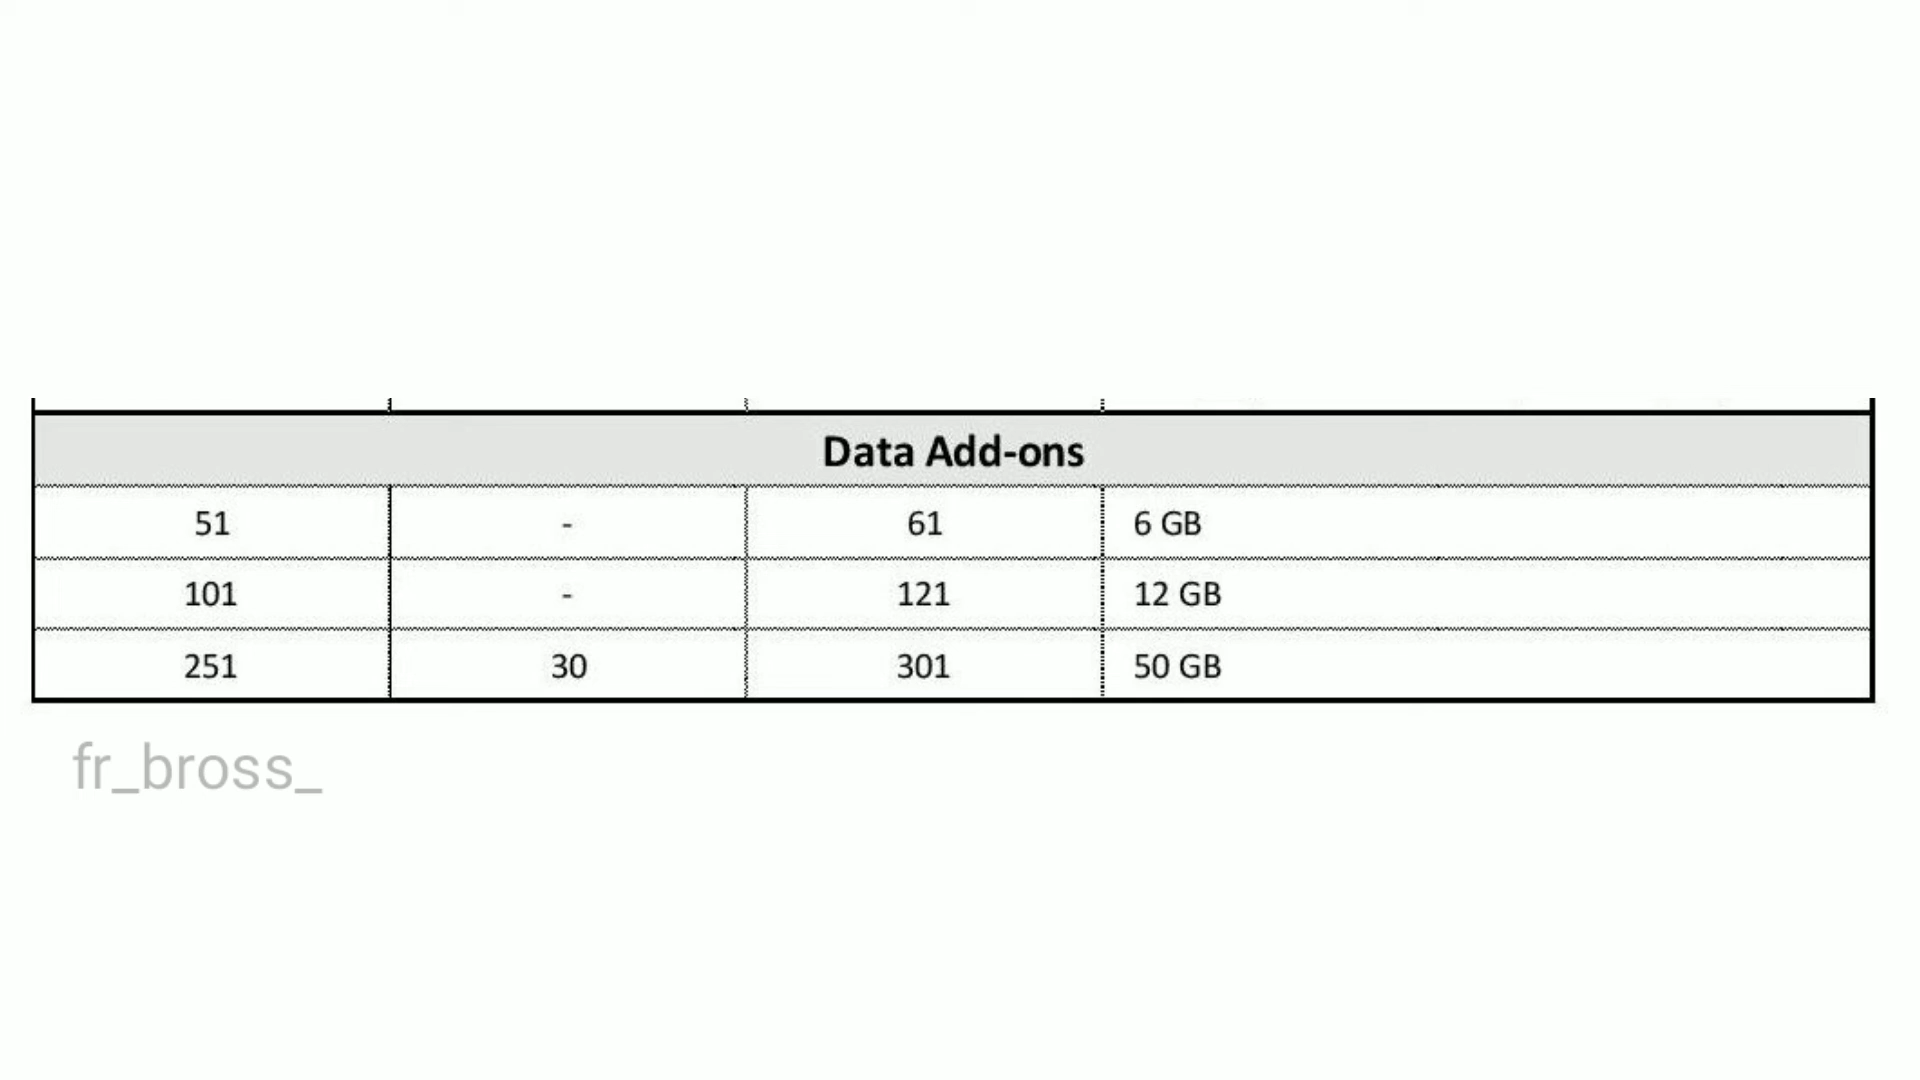 Data Add-ons
51 - 61 6 GB
101 - 121 12 GB
251 30 301 50 GB
fr_bross_